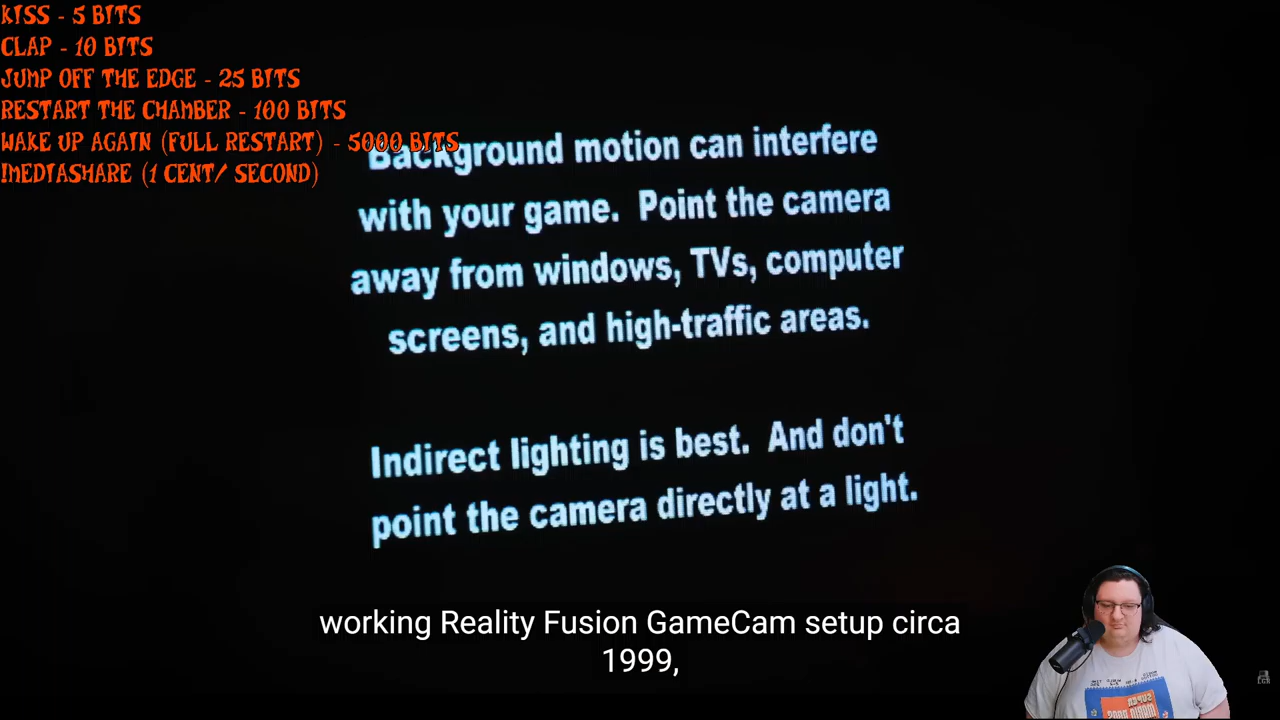 KISS - 5 BITS
CLAP - 10 BITS
JUMP OFF THE EDGE - 25 BITS
RESTART THE CHAMBER - 100 BITS
WAKE UP AGAIN (FULL RESTART) - 5000 BITS
!MEDIASHARE (1 CENT/ SECOND)
Background motion can interfere
with your game. Point the camera
away from windows, TVs, computer
screens, and high-traffic areas.
Indirect lighting is best. And don't
point the camera directly at a light.
working Reality Fusion GameCam setup circa
1999,
SUPER
LGR